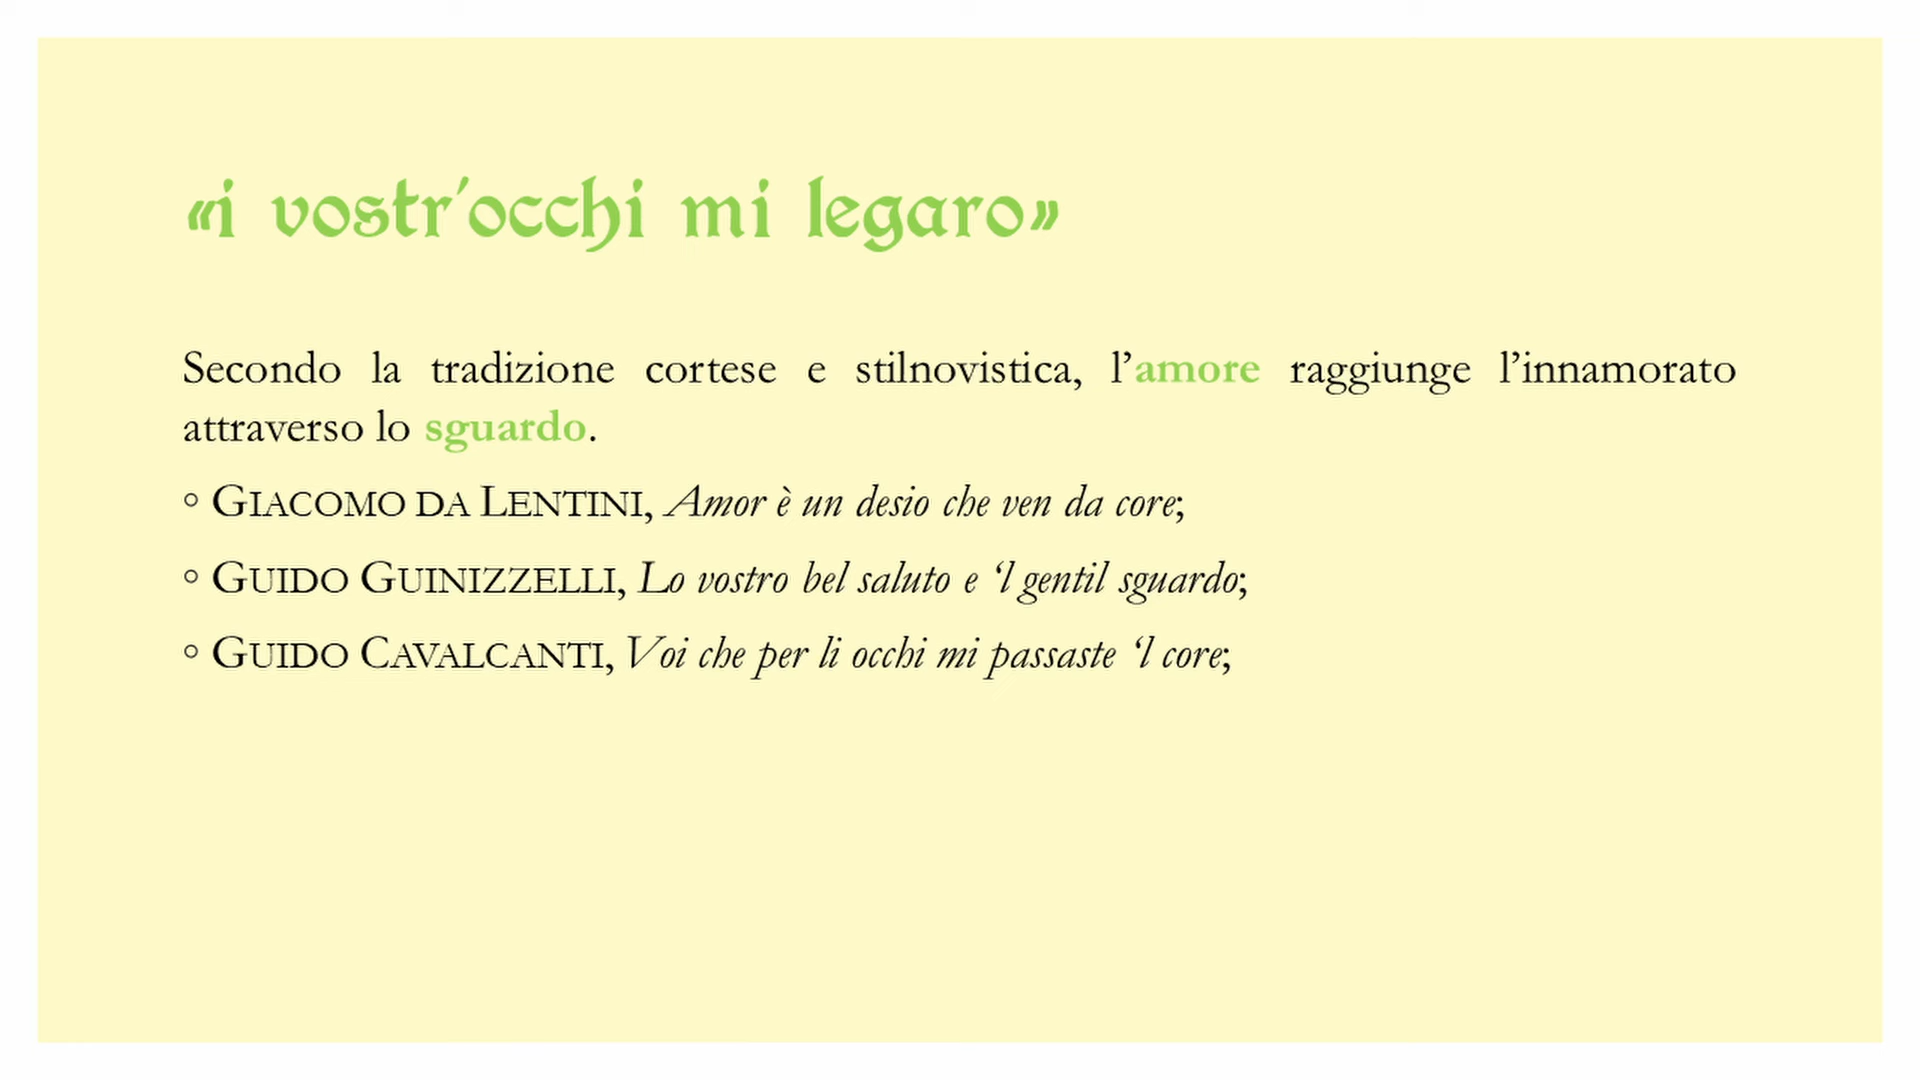 «i vostr'occhi mi legaro»
Secondo la tradizione cortese e stilnovistica, l’amore raggiunge l’innamorato
attraverso lo sguardo.
◦ GIACOMO DA LENTINI, Amor è un desio che ven da core;
◦ GUIDO GUINIZZELLI, Lo vostro bel saluto e ‘l gentil sguardo;
◦ GUIDO CAVALCANTI, Voi che per li occhi mi passaste ‘l core;